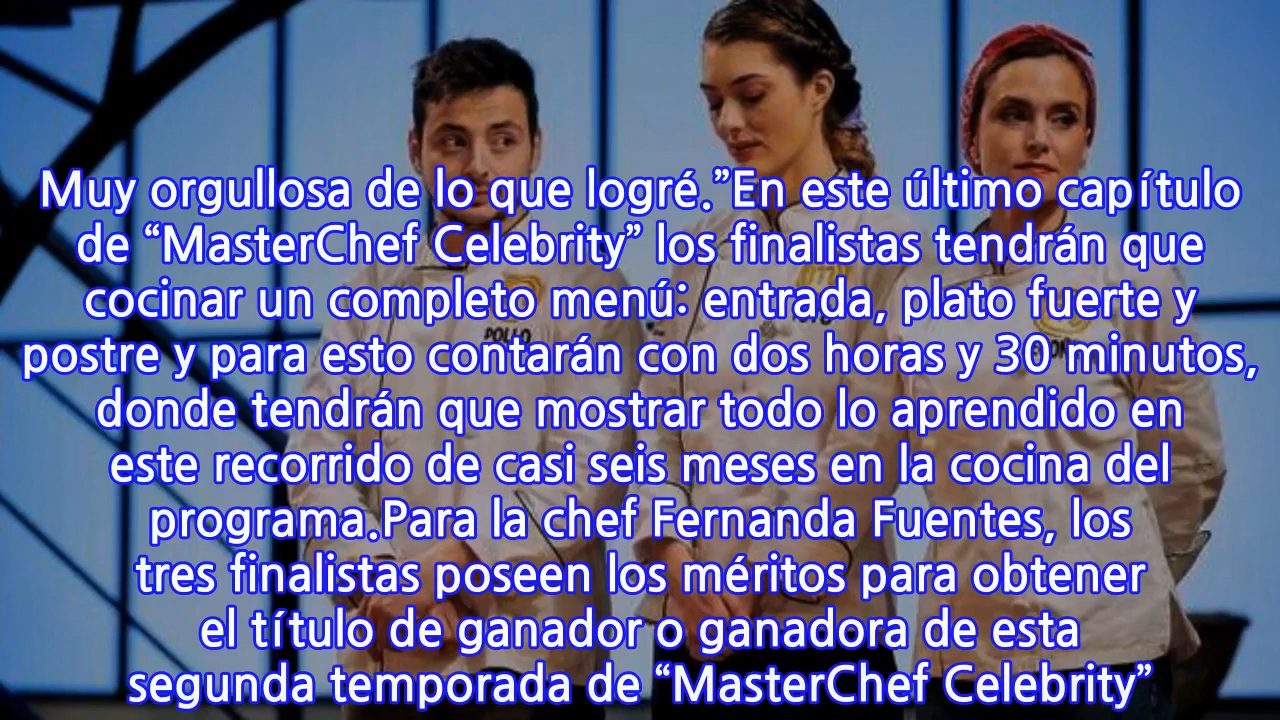 Muy orgullosa de lo que logré.”En este último capítulo
de “MasterChef Celebrity” los finalistas tendrán que
cocinar un completo menú: entrada, plato fuerte y
postre y para esto contarán con dos horas y 30 minutos,
donde tendrán que mostrar todo lo aprendido en
este recorrido de casi seis meses en la cocina del
programa.Para la chef Fernanda Fuentes, los
tres finalistas poseen los méritos para obtener
el título de ganador o ganadora de esta
segunda temporada de “MasterChef Celebrity”
POLLO